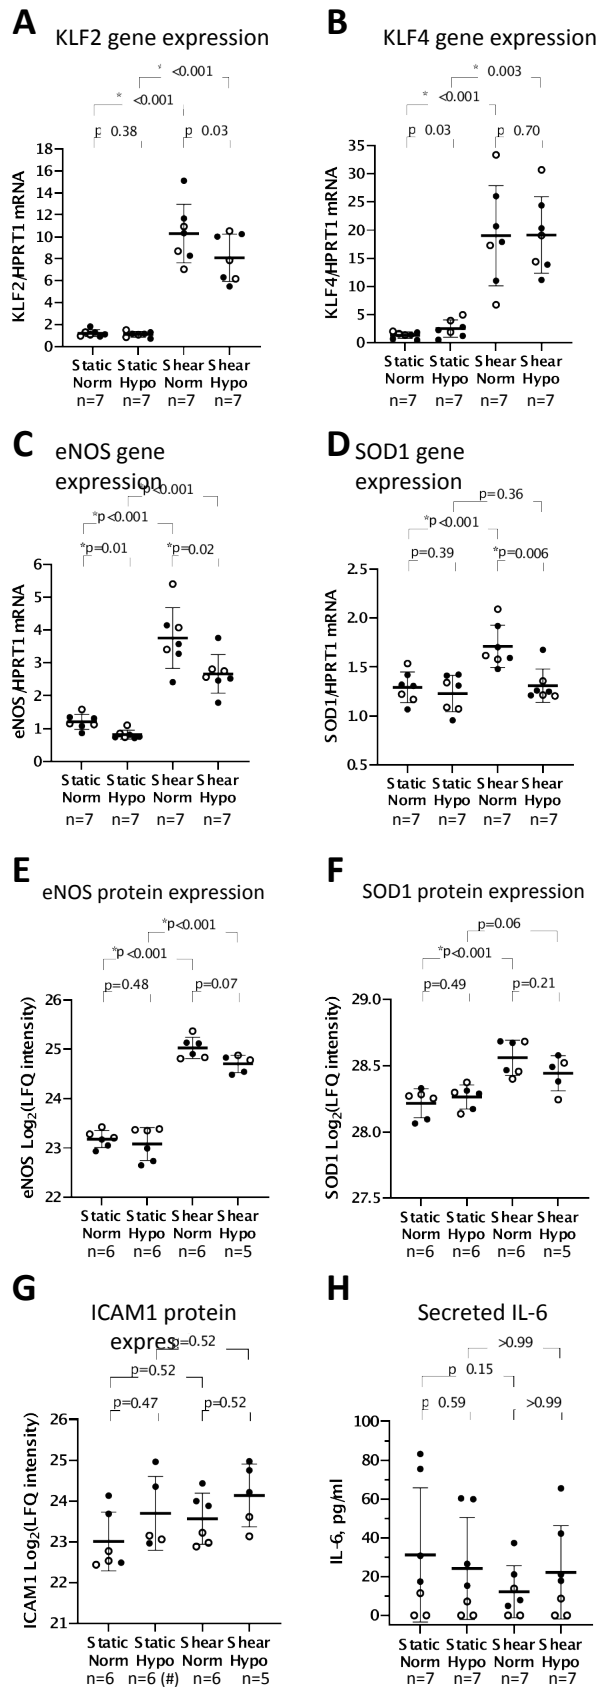 A
KLF2 gene expression
* <0.001
* <0.001
p 0.38
p 0.03
KLF2/HPRT1 mRNA
18
16
14
12
10
8
6
4
2
0
Static Norm
Static Hypo
Shear Norm
Shear Hypo
n=7 n=7 n=7 n=7
B
KLF4 gene expression
* 0.003
* <0.001
p 0.03
p 0.70
KLF4/HPRT1 mRNA
35
30
25
20
15
10
5
0
Static Norm
Static Hypo
Shear Norm
Shear Hypo
n=7 n=7 n=7 n=7
C
eNOS gene
expression
*p<0.001
*p<0.001
*p=0.01
*p=0.02
eNOS/HPRT1 mRNA
6
5
4
3
2
1
0
Static Norm
Static Hypo
Shear Norm
Shear Hypo
n=7 n=7 n=7 n=7
D
SOD1 gene
expression
p=0.36
*p<0.001
p=0.39
*p=0.006
SOD1/HPRT1 mRNA
2.5
2.0
1.5
1.0
0.5
Static Norm
Static Hypo
Shear Norm
Shear Hypo
n=7 n=7 n=7 n=7
E
eNOS protein expression
*p<0.001
*p<0.001
p=0.48
p=0.07
eNOS Log2(LFQ intensity)
26
25
24
23
22
Static Norm
Static Hypo
Shear Norm
Shear Hypo
n=6 n=6 n=6 n=5
F
SOD1 protein expression
p=0.06
*p<0.001
p=0.49
p=0.21
SOD1 Log2(LFQ intensity)
29.0
28.5
28.0
27.5
Static Norm
Static Hypo
Shear Norm
Shear Hypo
n=6 n=6 n=6 n=5
G
ICAM1 protein
expres
p=0.52
p=0.52
p=0.47
p=0.52
ICAM1 Log2(LFQ intensity)
26
25
24
23
22
21
Static Norm
Static Hypo
Shear Norm
Shear Hypo
n=6 n=6 (#) n=6 n=5
H
Secreted IL-6
>0.99
p 0.15
p 0.59
>0.99
IL-6, pg/ml
100
80
60
40
20
0
Static Norm
Static Hypo
Shear Norm
Shear Hypo
n=7 n=7 n=7 n=7